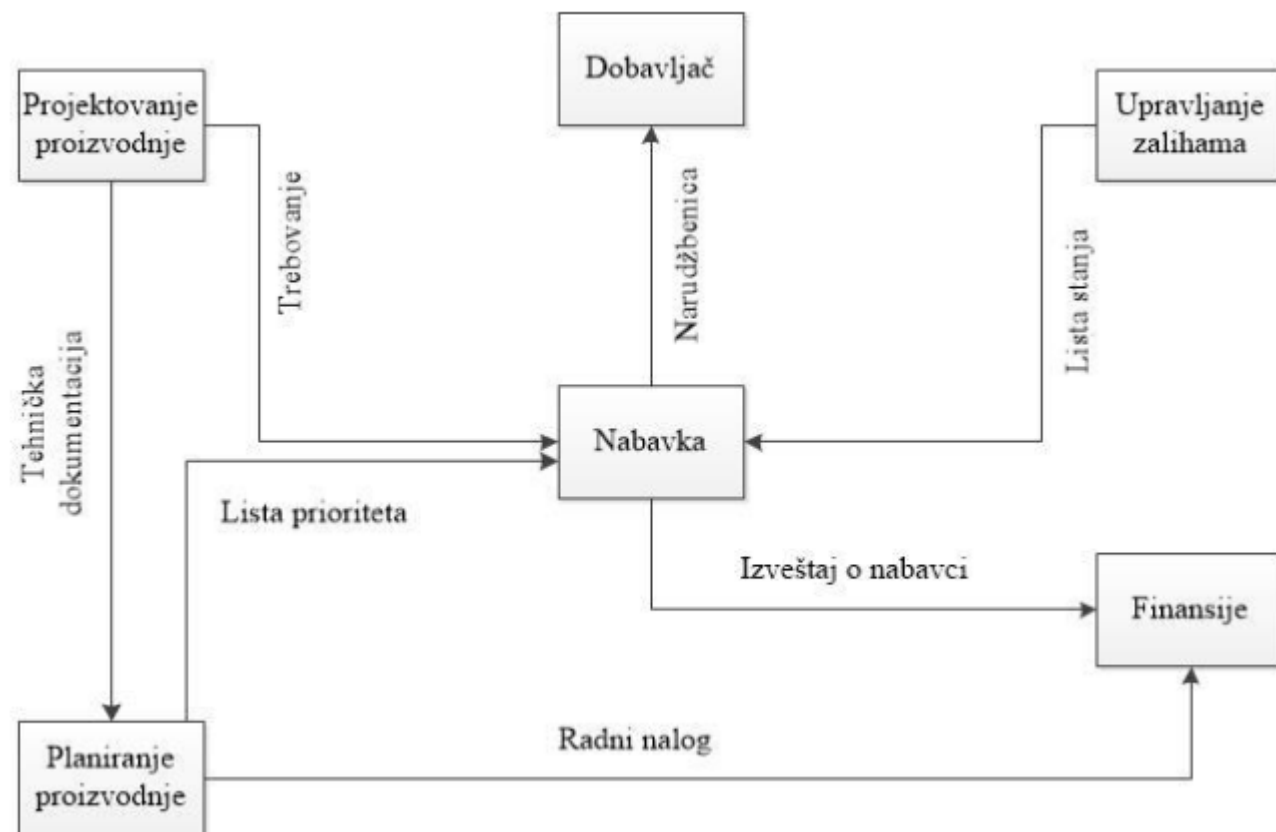 Dobavljač
Projektovanje
proizvodnje
Upravljanje
zalihama
Trebovanje
Narudžbenica
Lista stanja
Tehnička
dokumentacija
Nabavka
Lista prioriteta
Izveštaj o nabavci
Finansije
Radni nalog
Planiranje
proizvodnje